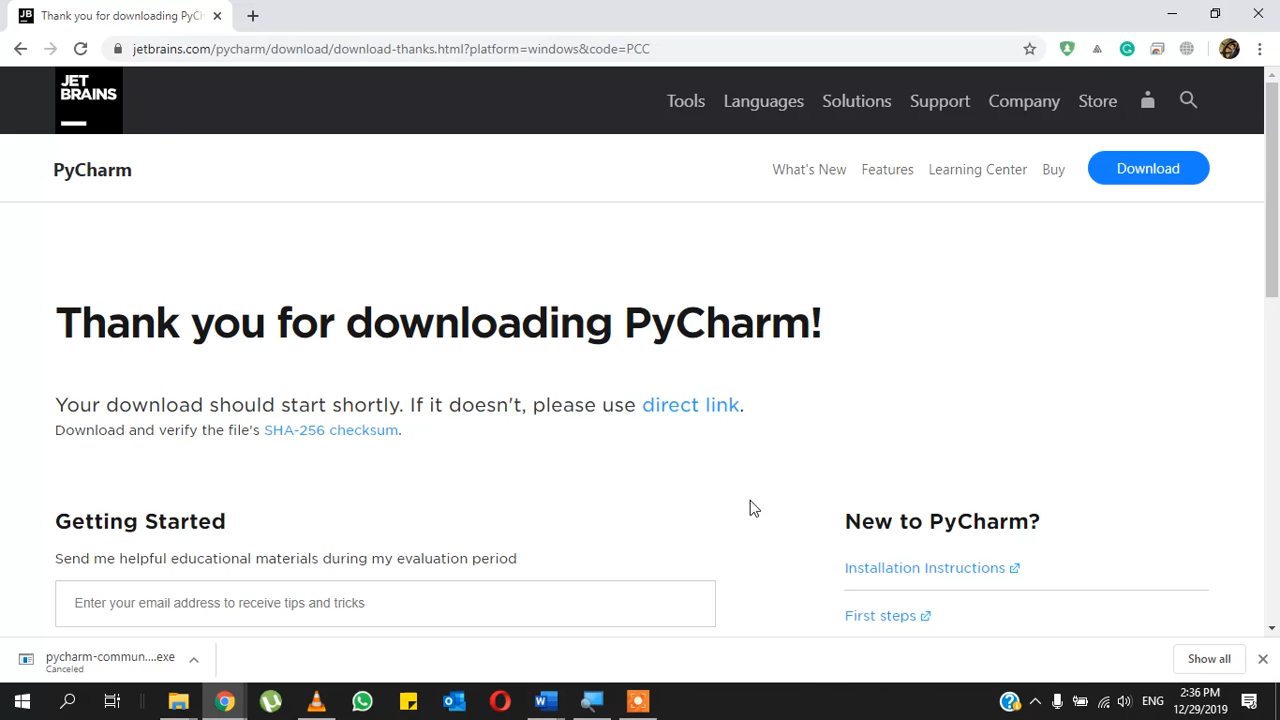 Thank you for downloading PyCh
jetbrains.com/pycharm/download/download-thanks.html?platform=windows&code=PCC
JET
BRAINS
Tools Languages Solutions Support Company Store
PyCharm
What's New Features Learning Center Buy Download
Thank you for downloading PyCharm!
Your download should start shortly. If it doesn't, please use direct link.
Download and verify the file's SHA-256 checksum.
Getting Started
Send me helpful educational materials during my evaluation period
Enter your email address to receive tips and tricks
New to PyCharm?
Installation Instructions
First steps
pycharm-commun....exe
Canceled
Show all
ENG
2:36 PM
12/29/2019